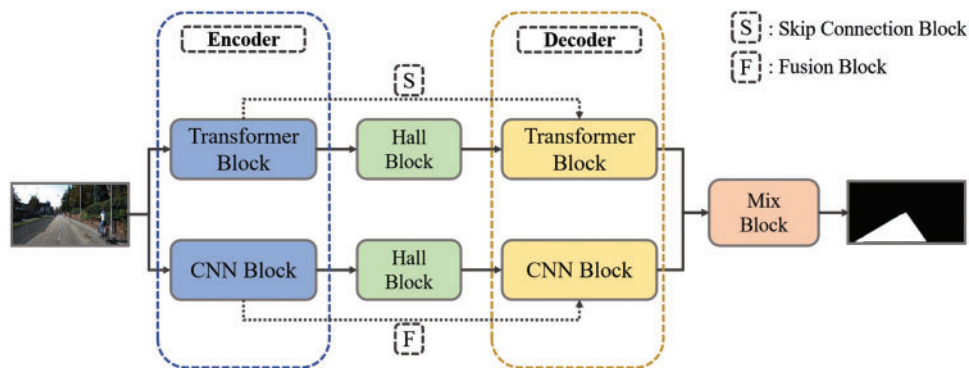 Encoder
Decoder
S : Skip Connection Block
F : Fusion Block
S
Transformer
Block
Hall
Block
Transformer
Block
Mix
Block
CNN Block
Hall
Block
CNN Block
F